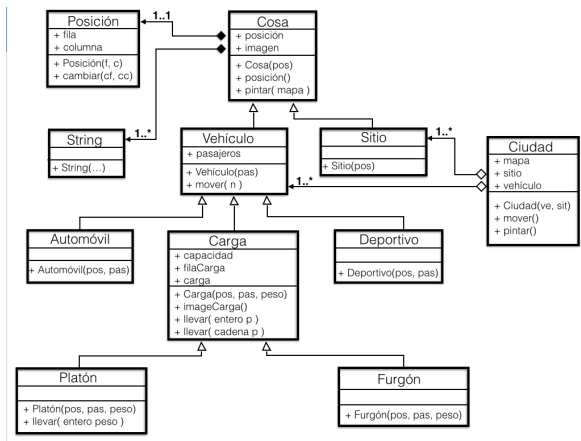 Posición
+ fila
+ columna
+ Posición(f, c)
+ cambiar(cf, cc)
1..1
Cosa
+ posición
+ imagen
+ Cosa(pos)
+ posición()
+ pintar( mapa )
String
+ String(...)
1..*
Vehículo
+ pasajeros
+ Vehículo(pas)
+ mover( n )
Sitio
+ Sitio(pos)
1..*
1..*
Ciudad
+ mapa
+ sitio
+ vehículo
+ Ciudad(ve, sit)
+ mover()
+ pintar()
Automóvil
+ Automóvil(pos, pas)
Carga
+ capacidad
+ filaCarga
+ carga
+ Carga(pos, pas, peso)
+ imageCarga()
+ llevar( entero p )
+ llevar( cadena p )
Deportivo
+ Deportivo(pos, pas)
Platón
+ Platón(pos, pas, peso)
+ llevar( entero peso )
Furgón
+ Furgón(pos, pas, peso)